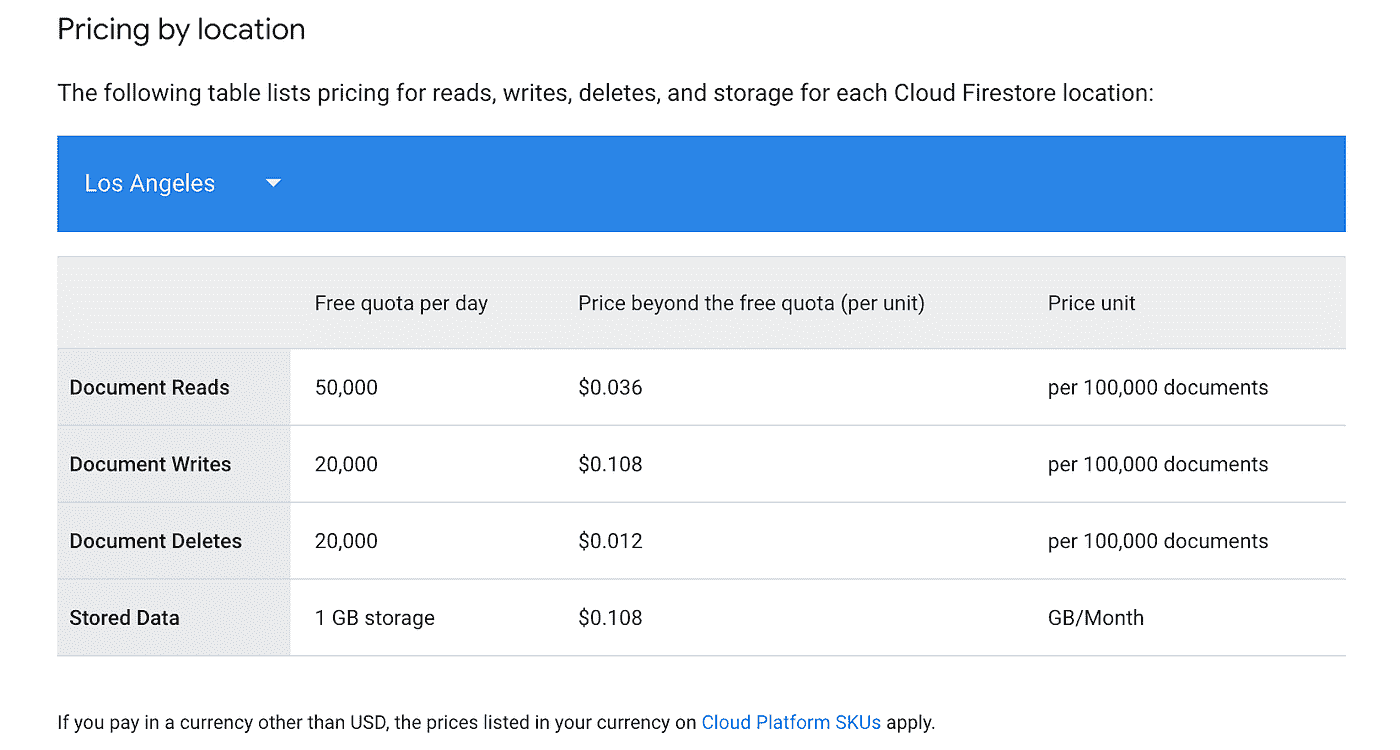 Pricing by location
The following table lists pricing for reads, writes, deletes, and storage for each Cloud Firestore location:
Los Angeles
Free quota per day Price beyond the free quota (per unit) Price unit
Document Reads 50,000 $0.036 per 100,000 documents
Document Writes 20,000 $0.108 per 100,000 documents
Document Deletes 20,000 $0.012 per 100,000 documents
Stored Data 1 GB storage $0.108 GB/Month
If you pay in a currency other than USD, the prices listed in your currency on Cloud Platform SKUs apply.